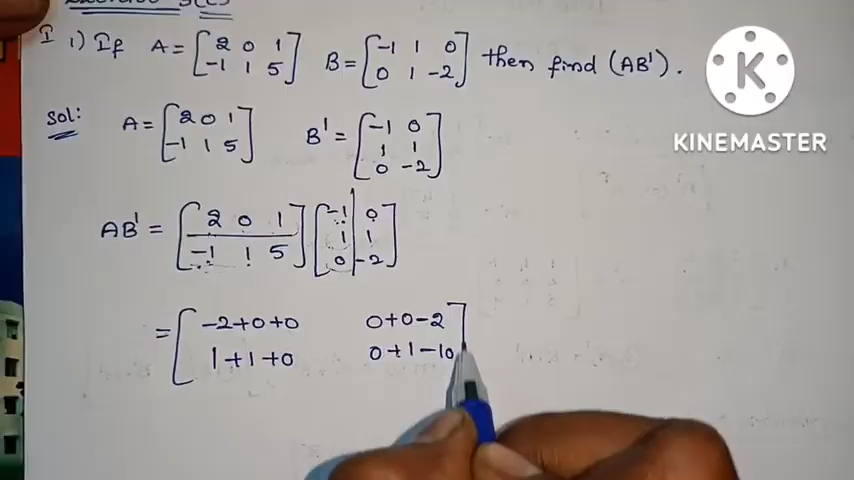 I 1) If A = [ 2 0 1 -1 1 5 ] B = [ -1 1 0 0 1 -2 ] then find (AB').
Sol: A = [ 2 0 1 -1 1 5 ] B' = [ -1 0 1 1 0 -2 ]
AB' = [ 2 0 1 -1 1 5 ] [ -1 0 1 1 0 -2 ]
= [ -2+0+0 0+0-2 1+1+0 0+1-10 ]
K
KINEMASTER